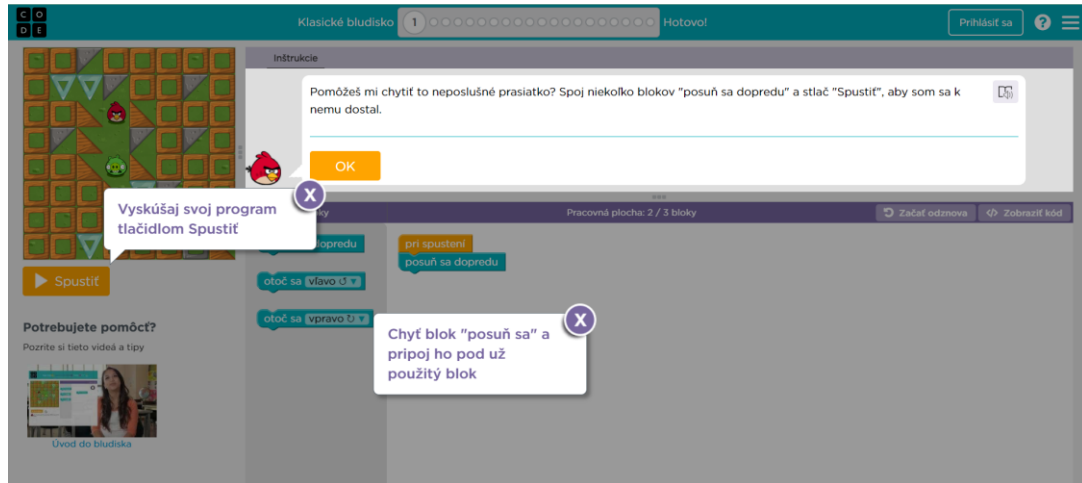 C O
D E
Klasické bludisko
1
Hotovo!
Prihlásiť sa
?
Inštrukcie
Pomôžeš mi chytiť to neposlušné prasiatko? Spoj niekoľko blokov "posuň sa dopredu" a stlač "Spustiť", aby som sa k
nemu dostal.
OK
X
Vyskúšaj svoj program
tlačidlom Spustiť
Pracovná plocha: 2 / 3 bloky
Začať odznova
Zobraziť kód
Spustiť
dopredu
otoč sa vľavo
otoč sa vpravo
pri spustení
posuň sa dopredu
X
Chyť blok "posuň sa" a
pripoj ho pod už
použitý blok
Potrebujete pomôcť?
Pozrite si tieto videá a tipy
Úvod do bludiska